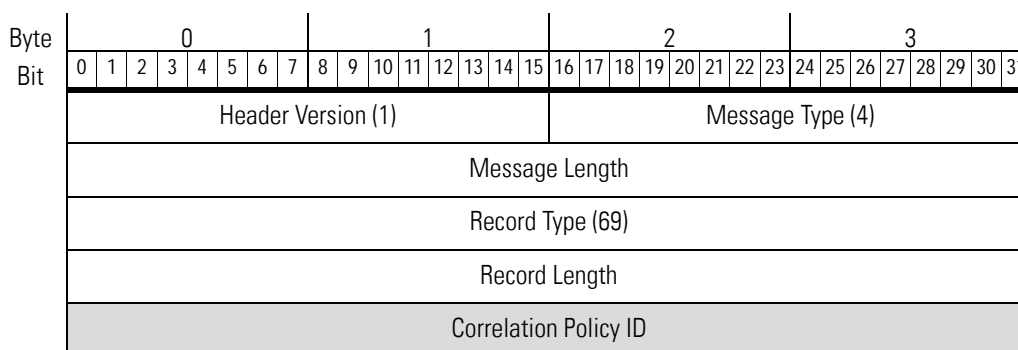 Byte 0 1 2 3
Bit 0 1 2 3 4 5 6 7 8 9 10 11 12 13 14 15 16 17 18 19 20 21 22 23 24 25 26 27 28 29 30 31
Header Version (1) Message Type (4)
Message Length
Record Type (69)
Record Length
Correlation Policy ID